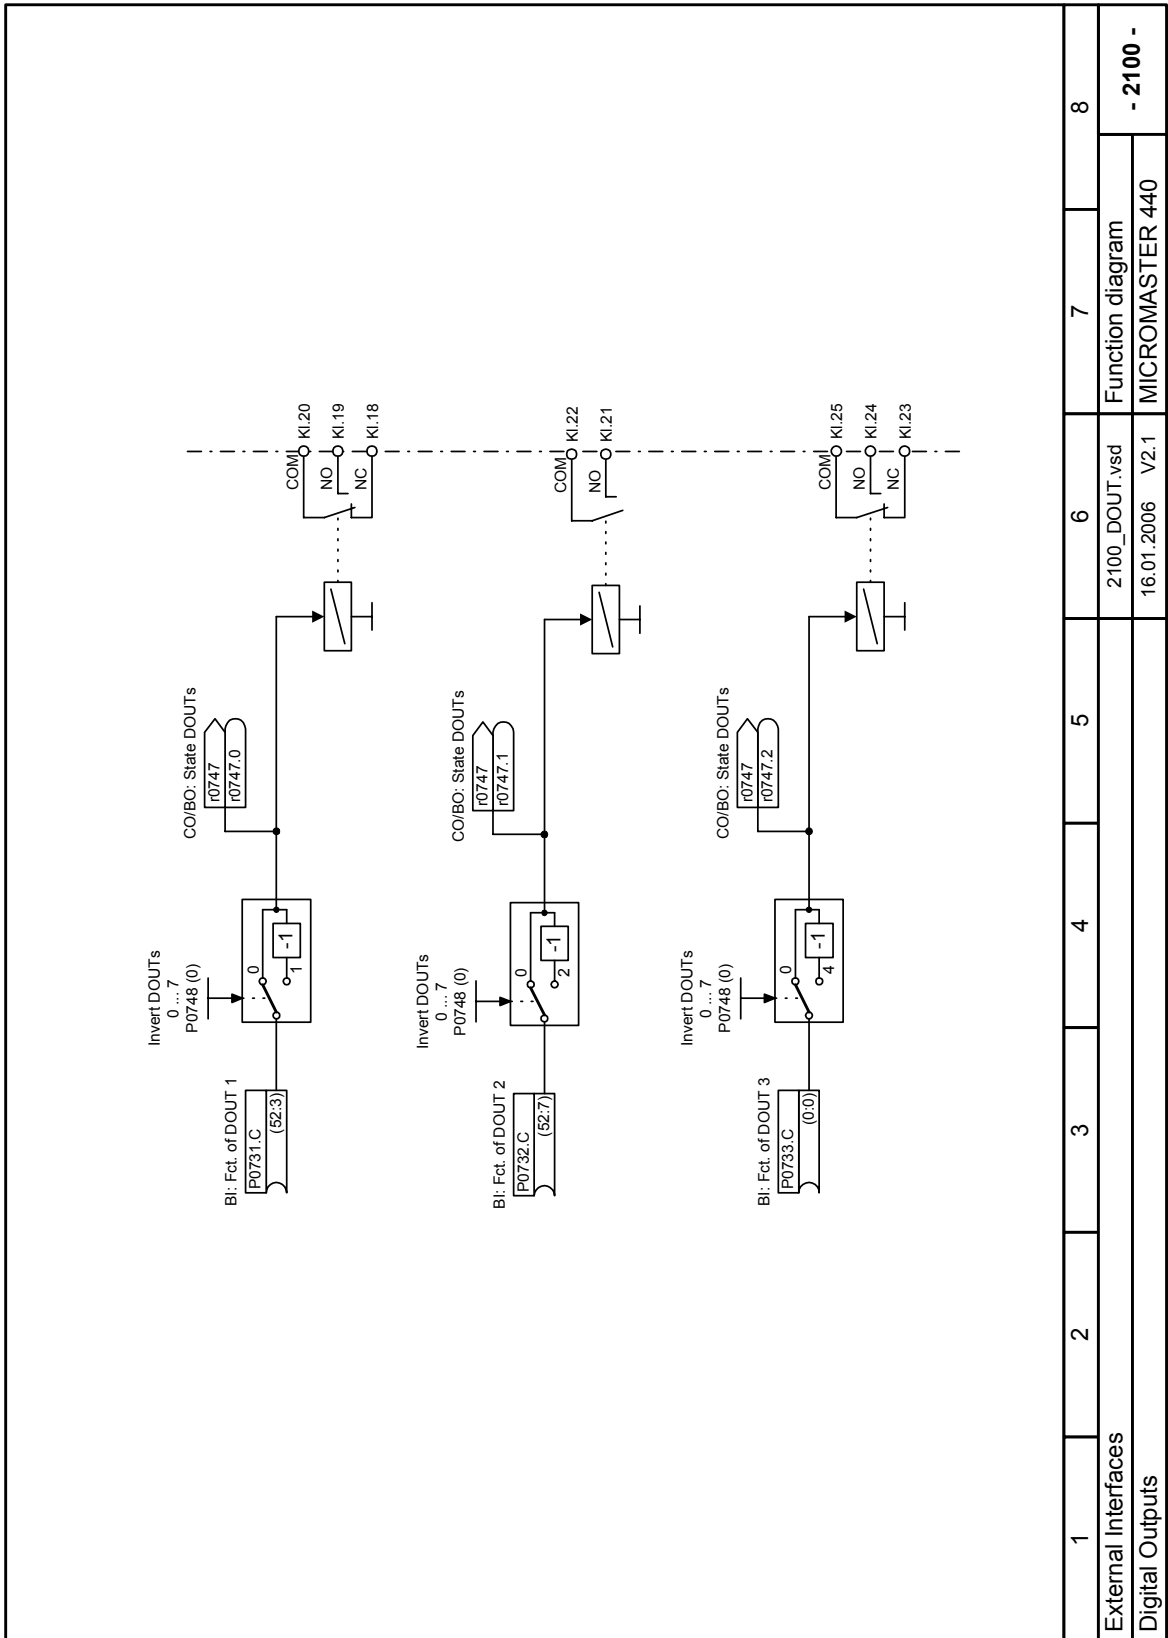 BI: Fct. of DOUT 1
P0731.C
(52:3)
Invert DOUTs
0 ... 7
P0748 (0)
0
1
-1
CO/BO: State DOUTs
r0747
r0747.0
COM
Kl.20
NO
Kl.19
NC
Kl.18
BI: Fct. of DOUT 2
P0732.C
(52:7)
Invert DOUTs
0 ... 7
P0748 (0)
0
2
-1
CO/BO: State DOUTs
r0747
r0747.1
COM
Kl.22
NO
Kl.21
BI: Fct. of DOUT 3
P0733.C
(0:0)
Invert DOUTs
0 ... 7
P0748 (0)
0
4
-1
CO/BO: State DOUTs
r0747
r0747.2
COM
Kl.25
NO
Kl.24
NC
Kl.23
1 2 3 4 5 6 7 8
External Interfaces
2100_DOUT.vsd
Function diagram
- 2100 -
Digital Outputs
16.01.2006 V2.1
MICROMASTER 440